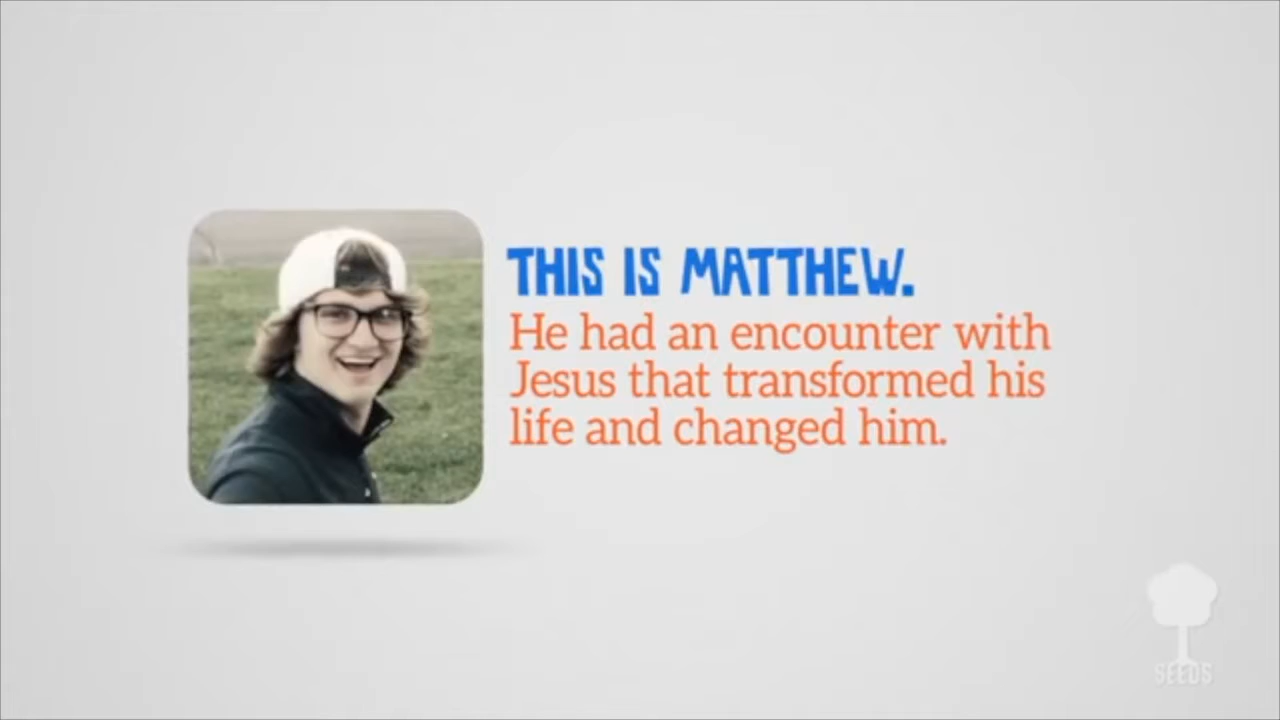 THIS IS MATTHEW.
He had an encounter with
Jesus that transformed his
life and changed him.
SEEDS